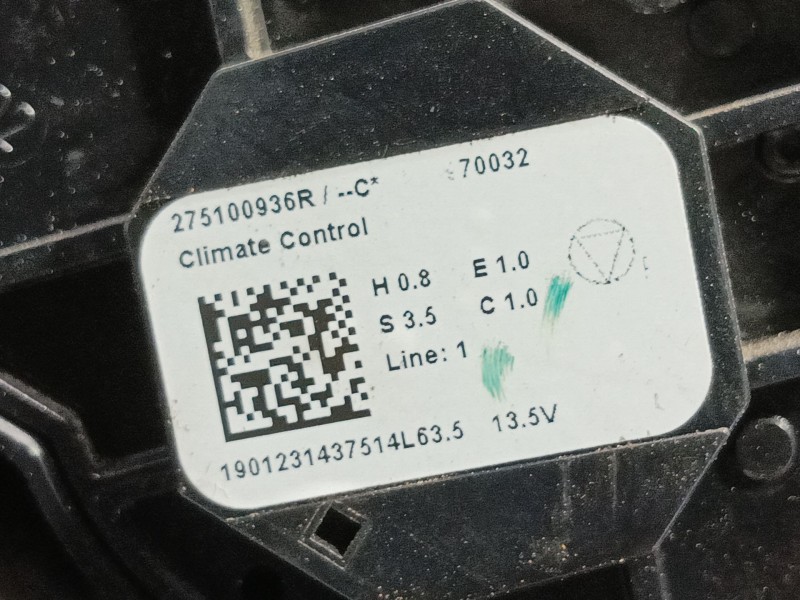 275100936R / --C* 70032
Climate Control
H 0.8 E 1.0
S 3.5 C 1.0
Line: 1
1901231437514L63.5 13.5V